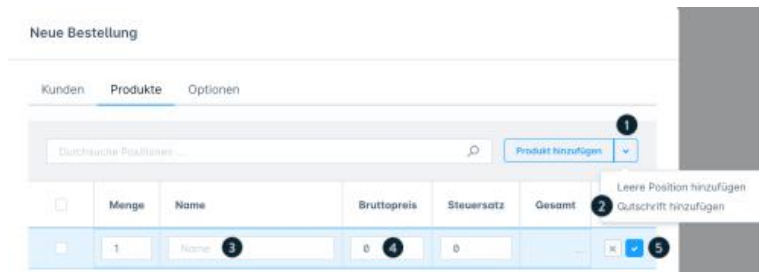 Neue Bestellung
Kunden Produkte Optionen
1
Durchsuche Positionen ... Produkt hinzufügen
Leere Position hinzufügen
2 Gutschrift hinzufügen
Menge Name Bruttopreis Steuersatz Gesamt
1 Name 3 0 4 0 ... 5